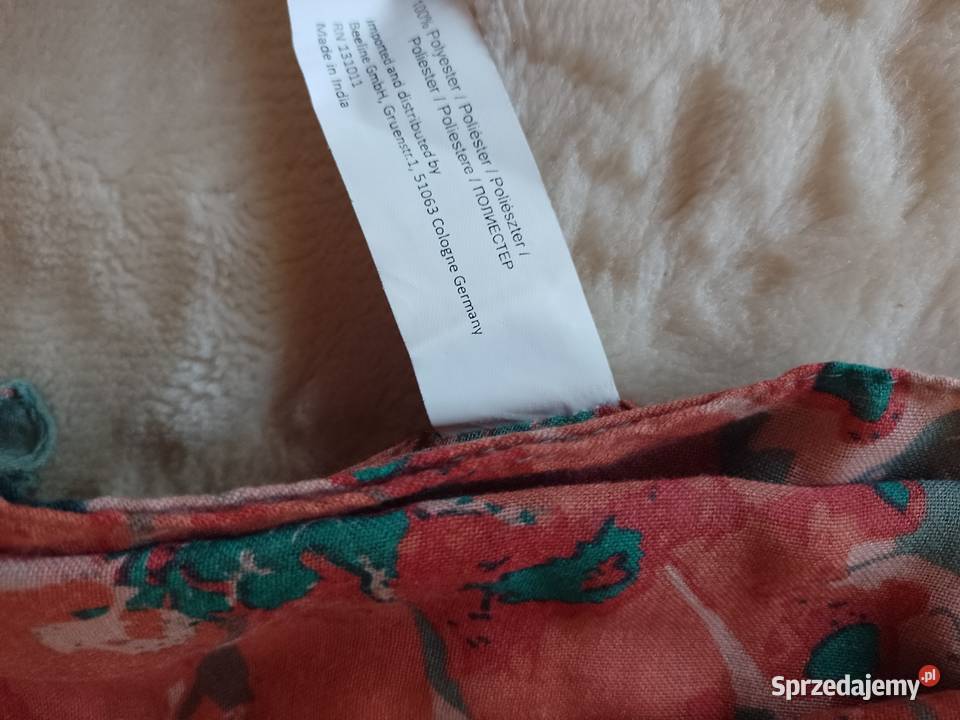 100% Polyester / Poliéster / Poliészter /
Poliester / Poliestere / ПОЛИЕСТЕР
Imported and distributed by
Beeline GmbH, Gruenstr.1, 51063 Cologne Germany
RN 131011
Made in India
Sprzedajemy.pl